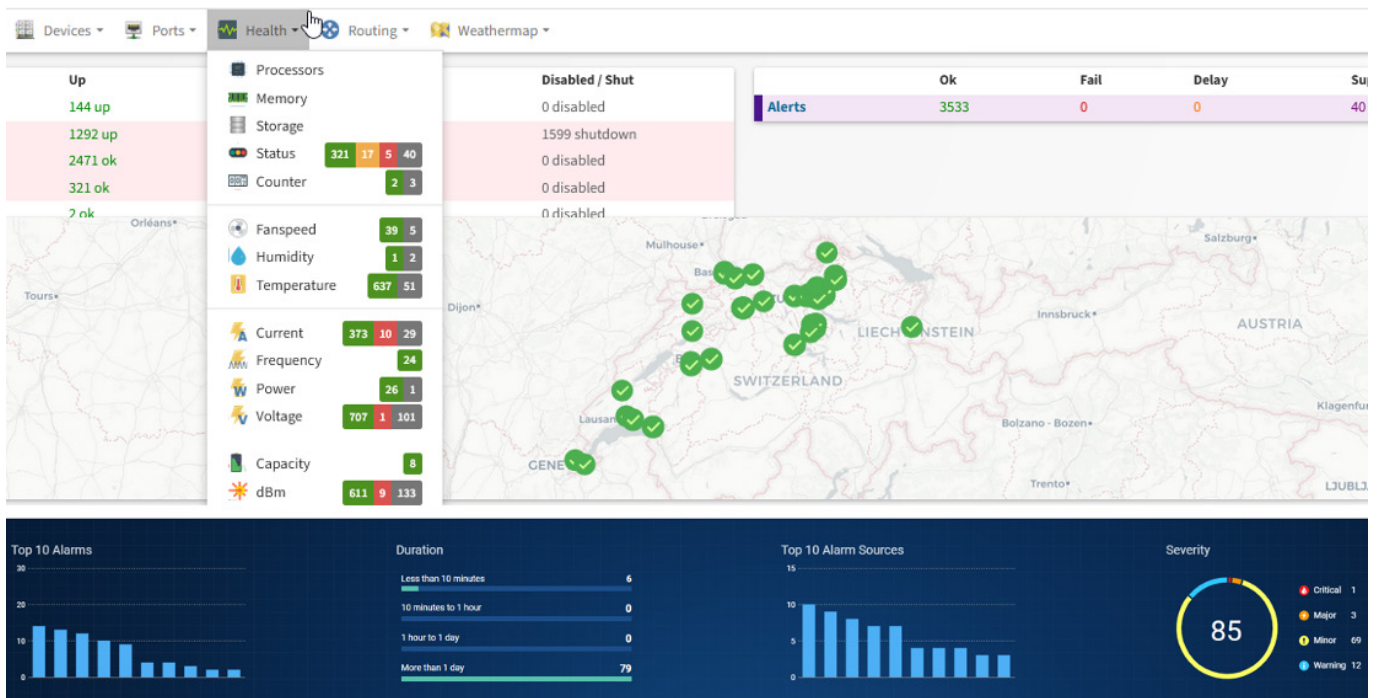 Devices Ports Health Routing Weathermap
Up Disabled / Shut Ok Fail Delay
144 up 0 disabled Alerts 3533 0 0 40
1292 up 1599 shutdown
2471 ok 0 disabled
321 ok 0 disabled
2 ok 0 disabled
Processors
Memory
Storage
Status 321 17 5 40
Counter 2 3
Fanspeed 39 5
Humidity 1 2
Temperature 637 51
Current 373 10 29
Frequency 24
Power 26 1
Voltage 707 1 101
Capacity 8
dBm 611 9 133
Orléans
Tours
Mulhouse
Salzburg
Dijon
Innsbruck
AUSTRIA
LIECH NSTEIN
SWITZERLAND
Lausan
Bolzano - Bozen
Klagenfur
GENE
Trento
LJUBLJ
Top 10 Alarms
30
20
10
0
Duration
Less than 10 minutes 6
10 minutes to 1 hour 0
1 hour to 1 day 0
More than 1 day 79
Top 10 Alarm Sources
15
10
5
0
Severity
85
Critical 1
Major 3
Minor 69
Warning 12